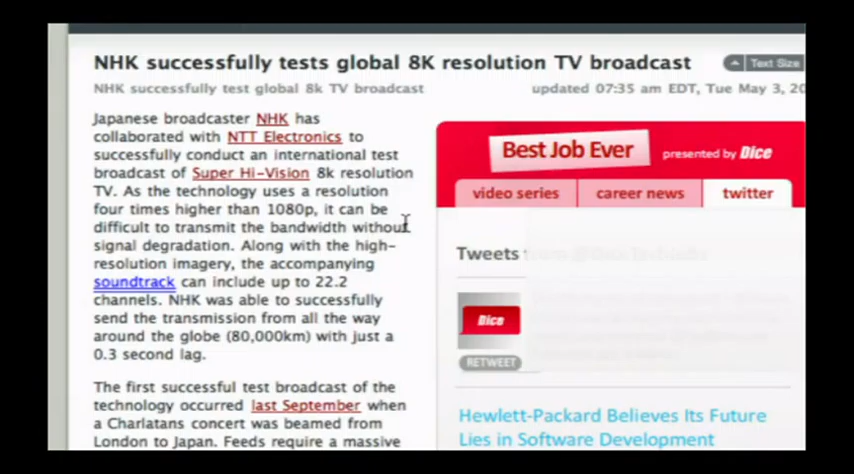 NHK successfully tests global 8K resolution TV broadcast
Text Size
NHK successfully test global 8k TV broadcast
updated 07:35 am EDT, Tue May 3, 20
Japanese broadcaster NHK has
collaborated with NTT Electronics to
successfully conduct an international test
broadcast of Super Hi-Vision 8k resolution
TV. As the technology uses a resolution
four times higher than 1080p, it can be
difficult to transmit the bandwidth without
signal degradation. Along with the high-
resolution imagery, the accompanying
soundtrack can include up to 22.2
channels. NHK was able to successfully
send the transmission from all the way
around the globe (80,000km) with just a
0.3 second lag.
The first successful test broadcast of the
technology occurred last September when
a Charlatans concert was beamed from
London to Japan. Feeds require a massive
Best Job Ever
presented by Dice
video series
career news
twitter
Tweets
Dice
RETWEET
Hewlett-Packard Believes Its Future
Lies in Software Development